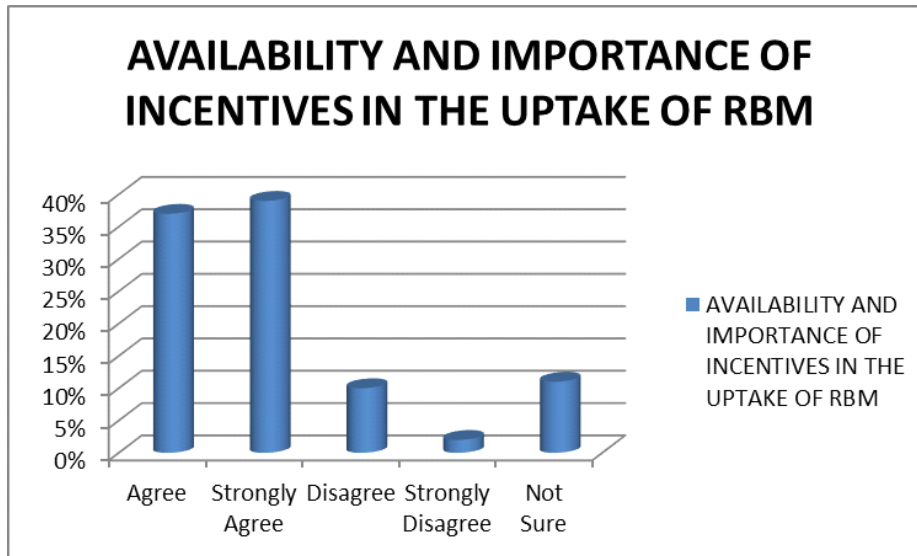 AVAILABILITY AND IMPORTANCE OF
INCENTIVES IN THE UPTAKE OF RBM
40%
35%
30%
25%
20%
15%
10%
5%
0%
Agree
Strongly
Agree
Disagree
Strongly
Disagree
Not
Sure
AVAILABILITY AND
IMPORTANCE OF
INCENTIVES IN THE
UPTAKE OF RBM